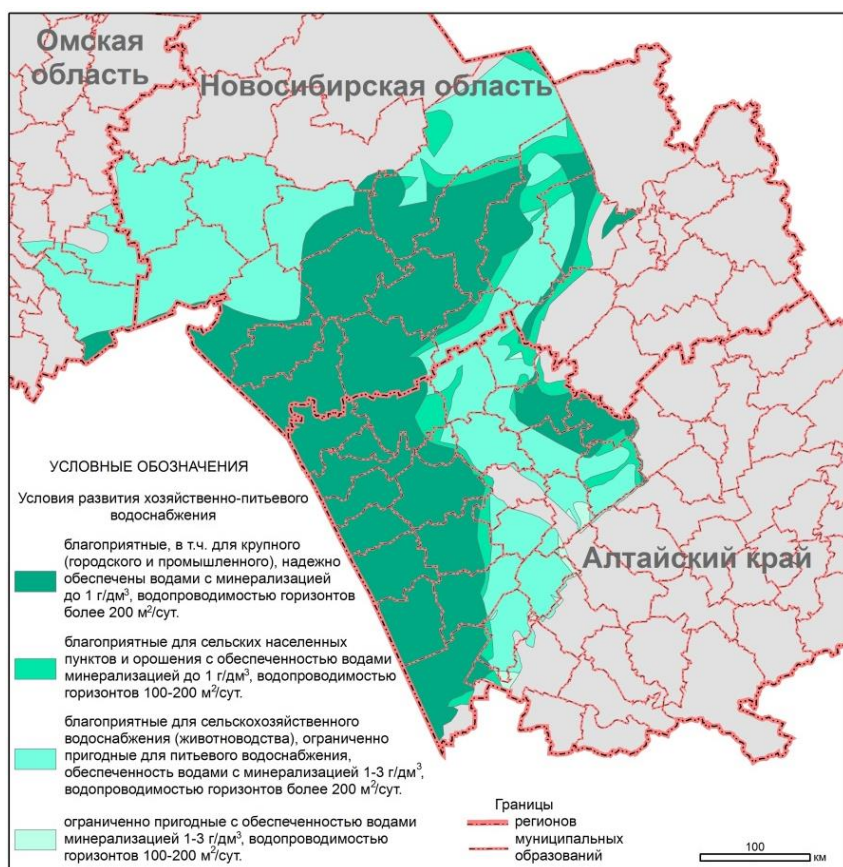 Омская
область
Новосибирская область
Алтайский край
УСЛОВНЫЕ ОБОЗНАЧЕНИЯ
Условия развития хозяйственно-питьевого
водоснабжения
благоприятные, в т.ч. для крупного
(городского и промышленного), надежно
обеспечены водами с минерализацией
до 1 г/дм³, водопроводимостью горизонтов
более 200 м²/сут.
благоприятные для сельских населенных
пунктов и орошения с обеспеченностью водами
минерализацией до 1 г/дм³, водопроводимостью
горизонтов 100-200 м²/сут.
благоприятные для сельскохозяйственного
водоснабжения (животноводства), ограниченно
пригодные для питьевого водоснабжения,
обеспеченность водами с минерализацией 1-3 г/дм³,
водопроводимостью горизонтов более 200 м²/сут.
ограниченно пригодные с обеспеченностью водами
минерализацией 1-3 г/дм³, водопроводимостью
горизонтов 100-200 м²/сут.
Границы
регионов
муниципальных
образований
100
км